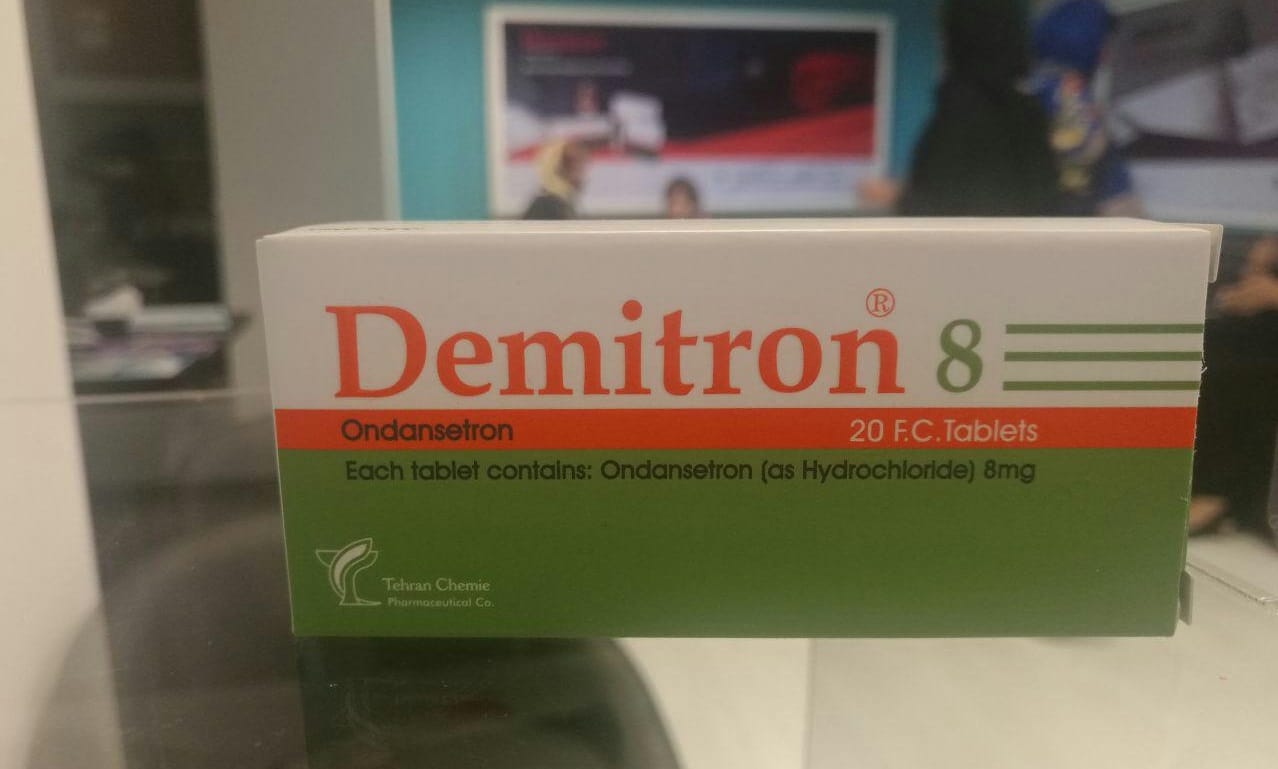 Demitron® 8
Ondansetron 20 F.C.Tablets
Each tablet contains: Ondansetron (as Hydrochloride) 8mg
Tehran Chemie
Pharmaceutical Co.